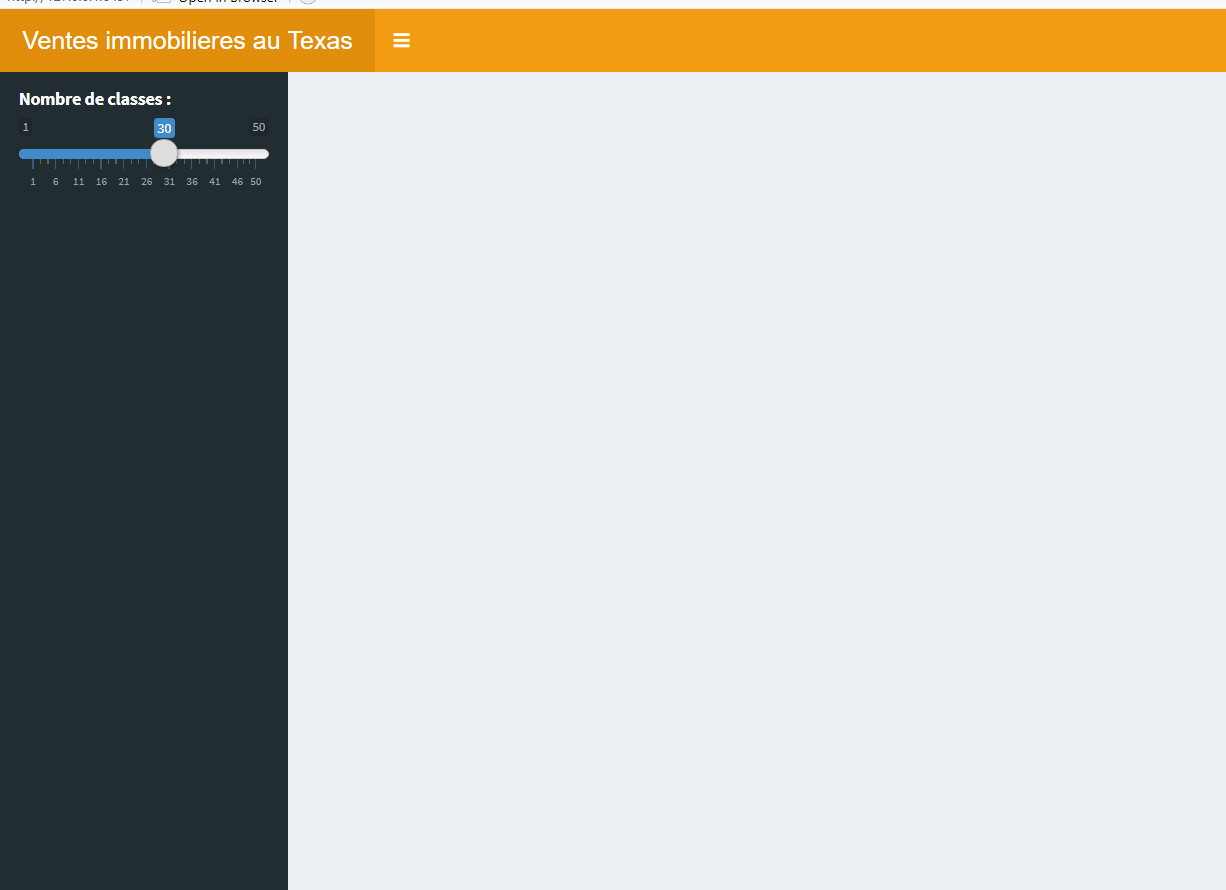 Ventes immobilieres au Texas
Nombre de classes :
1 30 50
1 6 11 16 21 26 31 36 41 46 50